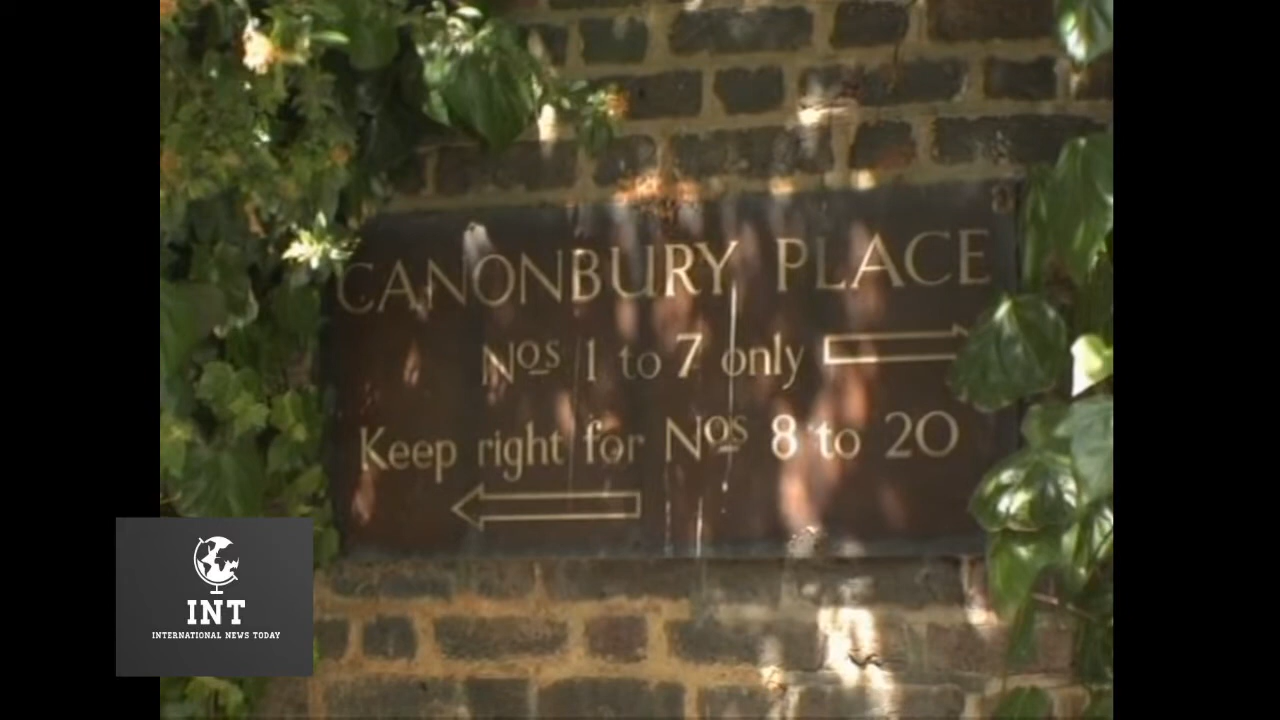 CANONBURY PLACE
Nos 1 to 7 only
Keep right for Nos 8 to 20
INT
INTERNATIONAL NEWS TODAY